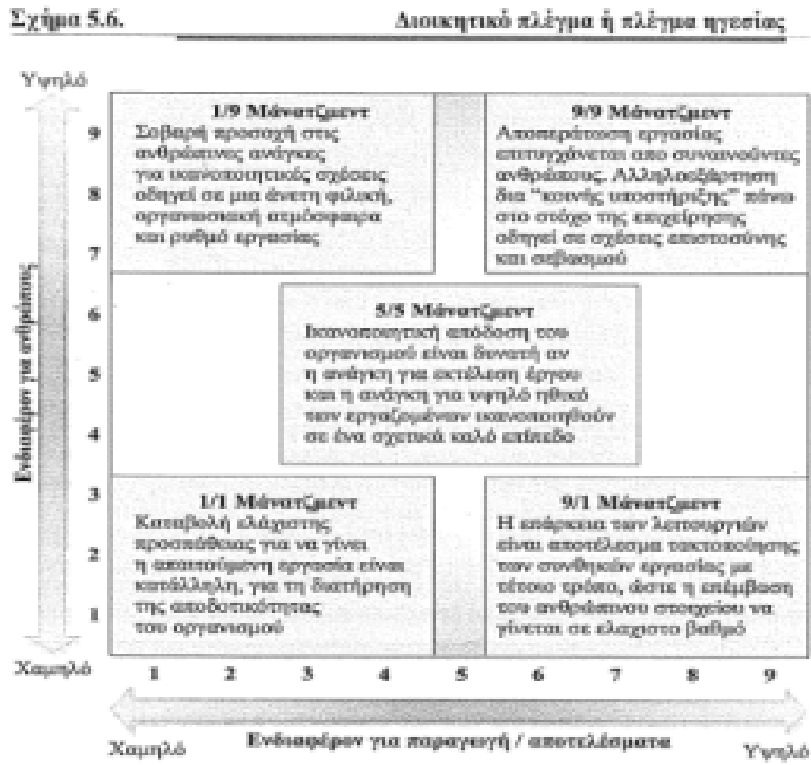 Σχήμα 5.6.
Διοικητικό πλέγμα ή πλέγμα ηγεσίας
Υψηλό
1/9 Μάνατζμεντ
Σοβαρή προσοχή στις
ανθρώπινες ανάγκες
για ικανοποιητικές σχέσεις
οδηγεί σε μια άνετη φιλική,
οργανωσιακή ατμόσφαιρα
και ρυθμό εργασίας
9/9 Μάνατζμεντ
Αποπεράτωση εργασίας
επιτυγχάνεται απο συναινούντες
ανθρώπους. Αλληλοεξάρτηση
δια "κοινής υποστήριξης" πάνω
στο στόχο της επιχείρησης
οδηγεί σε σχέσεις επιστοσύνης
και σεβασμού
5/5 Μάνατζμεντ
Ικανοποιητική απόδοση του
οργανισμού είναι δυνατή αν
η ανάγκη για εκτέλεση έργου
και η ανάγκη για υψηλό ηθικό
των εργαζομένων ικανοποιηθούν
σε ένα σχετικά καλό επίπεδο
1/1 Μάνατζμεντ
Καταβολή ελάχιστης
προσπάθειας για να γίνει
η απαιτούμενη εργασία είναι
κατάλληλη, για τη διατήρηση
της αποδοτικότητας
του οργανισμού
9/1 Μάνατζμεντ
Η επάρκεια των λειτουργιών
είναι αποτέλεσμα τακτοποίησης
των συνθηκών εργασίας με
τέτοιο τρόπο, ώστε η επέμβαση
του ανθρώπινου στοιχείου να
γίνεται σε ελαχιστο βαθμό
Ενδιαφέρον για ανθρώπους
9
8
7
6
5
4
3
2
1
Χαμηλό
1 2 3 4 5 6 7 8 9
Χαμηλό
Ενδιαφέρον για παραγωγή / αποτελέσματα
Υψηλό